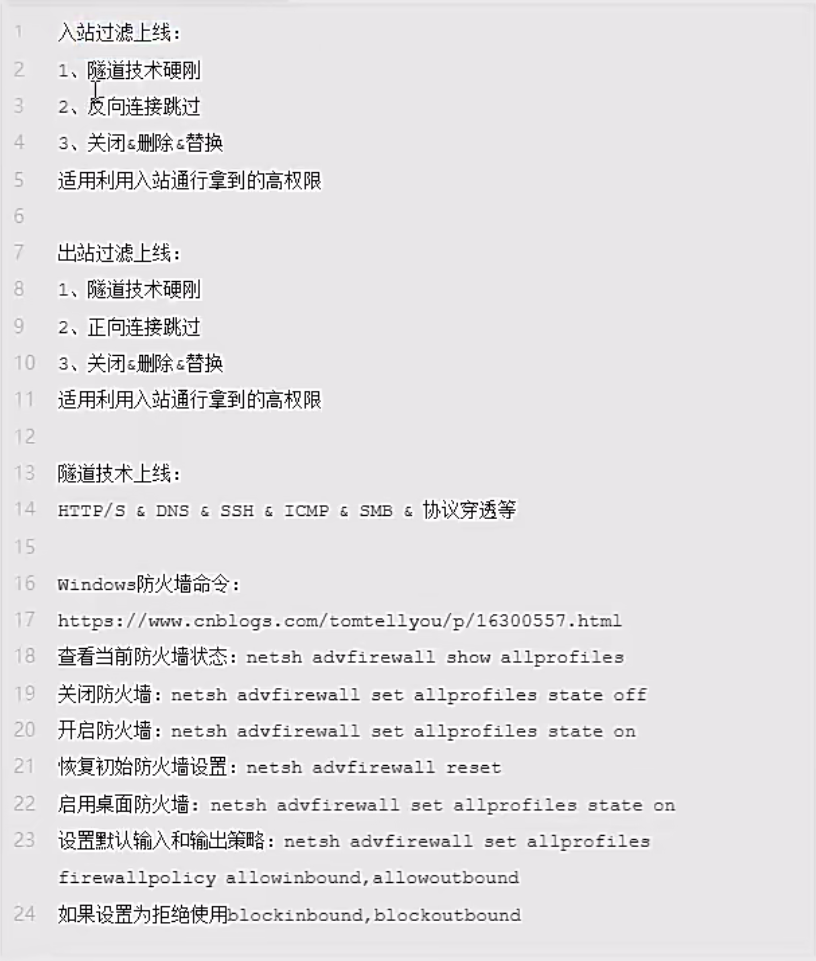 1 入站过滤上线：
2 1、隧道技术硬刚
3 2、反向连接跳过
4 3、关闭&删除&替换
5 适用利用入站通行拿到的高权限
6
7 出站过滤上线：
8 1、隧道技术硬刚
9 2、正向连接跳过
10 3、关闭&删除&替换
11 适用利用入站通行拿到的高权限
12
13 隧道技术上线：
14 HTTP/S & DNS & SSH & ICMP & SMB & 协议穿透等
15
16 Windows防火墙命令：
17 https://www.cnblogs.com/tomtellyou/p/16300557.html
18 查看当前防火墙状态：netsh advfirewall show allprofiles
19 关闭防火墙：netsh advfirewall set allprofiles state off
20 开启防火墙：netsh advfirewall set allprofiles state on
21 恢复初始防火墙设置：netsh advfirewall reset
22 启用桌面防火墙：netsh advfirewall set allprofiles state on
23 设置默认输入和输出策略：netsh advfirewall set allprofiles
firewallpolicy allowinbound,allowoutbound
24 如果设置为拒绝使用blockinbound,blockoutbound